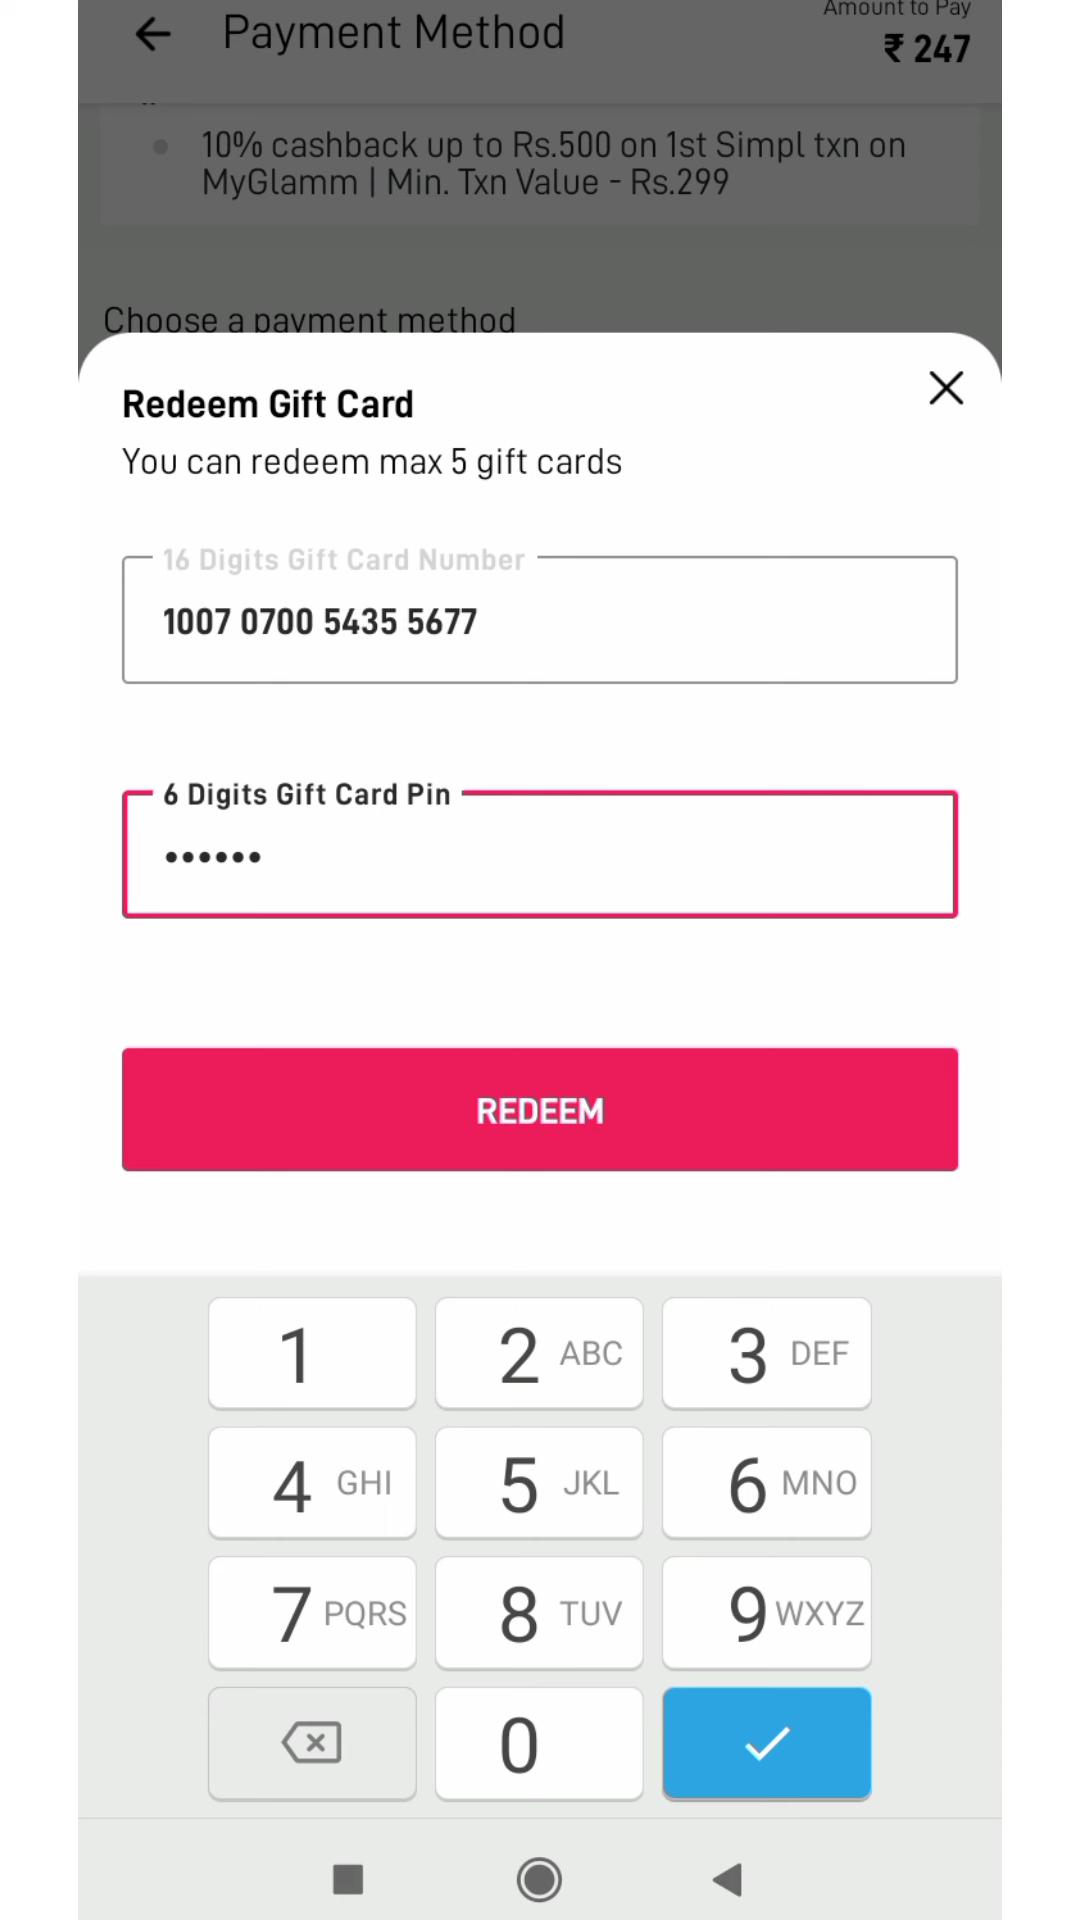 Payment Method
Amount to Pay
₹ 247
10% cashback up to Rs.500 on 1st Simpl txn on
MyGlamm | Min. Txn Value - Rs.299
Choose a payment method
Redeem Gift Card
You can redeem max 5 gift cards
16 Digits Gift Card Number
1007 0700 5435 5677
6 Digits Gift Card Pin
••••••
REDEEM
1
2 ABC
3 DEF
4 GHI
5 JKL
6 MNO
7 PQRS
8 TUV
9 WXYZ
0